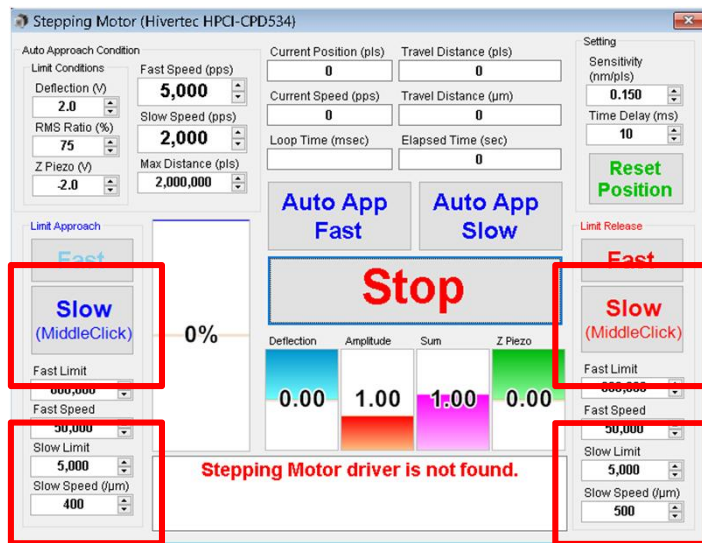 Stepping Motor (Hivertec HPCI-CPD534)
Auto Approach Condition
Limit Conditions
Deflection (V)
2.0
RMS Ratio (%)
75
Z Piezo (V)
-2.0
Fast Speed (pps)
5,000
Slow Speed (pps)
2,000
Max Distance (pls)
2,000,000
Current Position (pls)
0
Travel Distance (pls)
0
Current Speed (pps)
0
Travel Distance (μm)
0
Loop Time (msec)
Elapsed Time (sec)
0
Setting
Sensitivity
(nm/pls)
0.150
Time Delay (ms)
10
Reset
Position
Limit Approach
Fast
Slow
(MiddleClick)
Fast Limit
Fast Speed
50,000
Slow Limit
5,000
Slow Speed (/μm)
400
0%
Auto App
Fast
Auto App
Slow
Stop
Deflection
0.00
Amplitude
1.00
Sum
1.00
Z Piezo
0.00
Stepping Motor driver is not found.
Limit Release
Fast
Slow
(MiddleClick)
Fast Limit
Fast Speed
50,000
Slow Limit
5,000
Slow Speed (/μm)
500